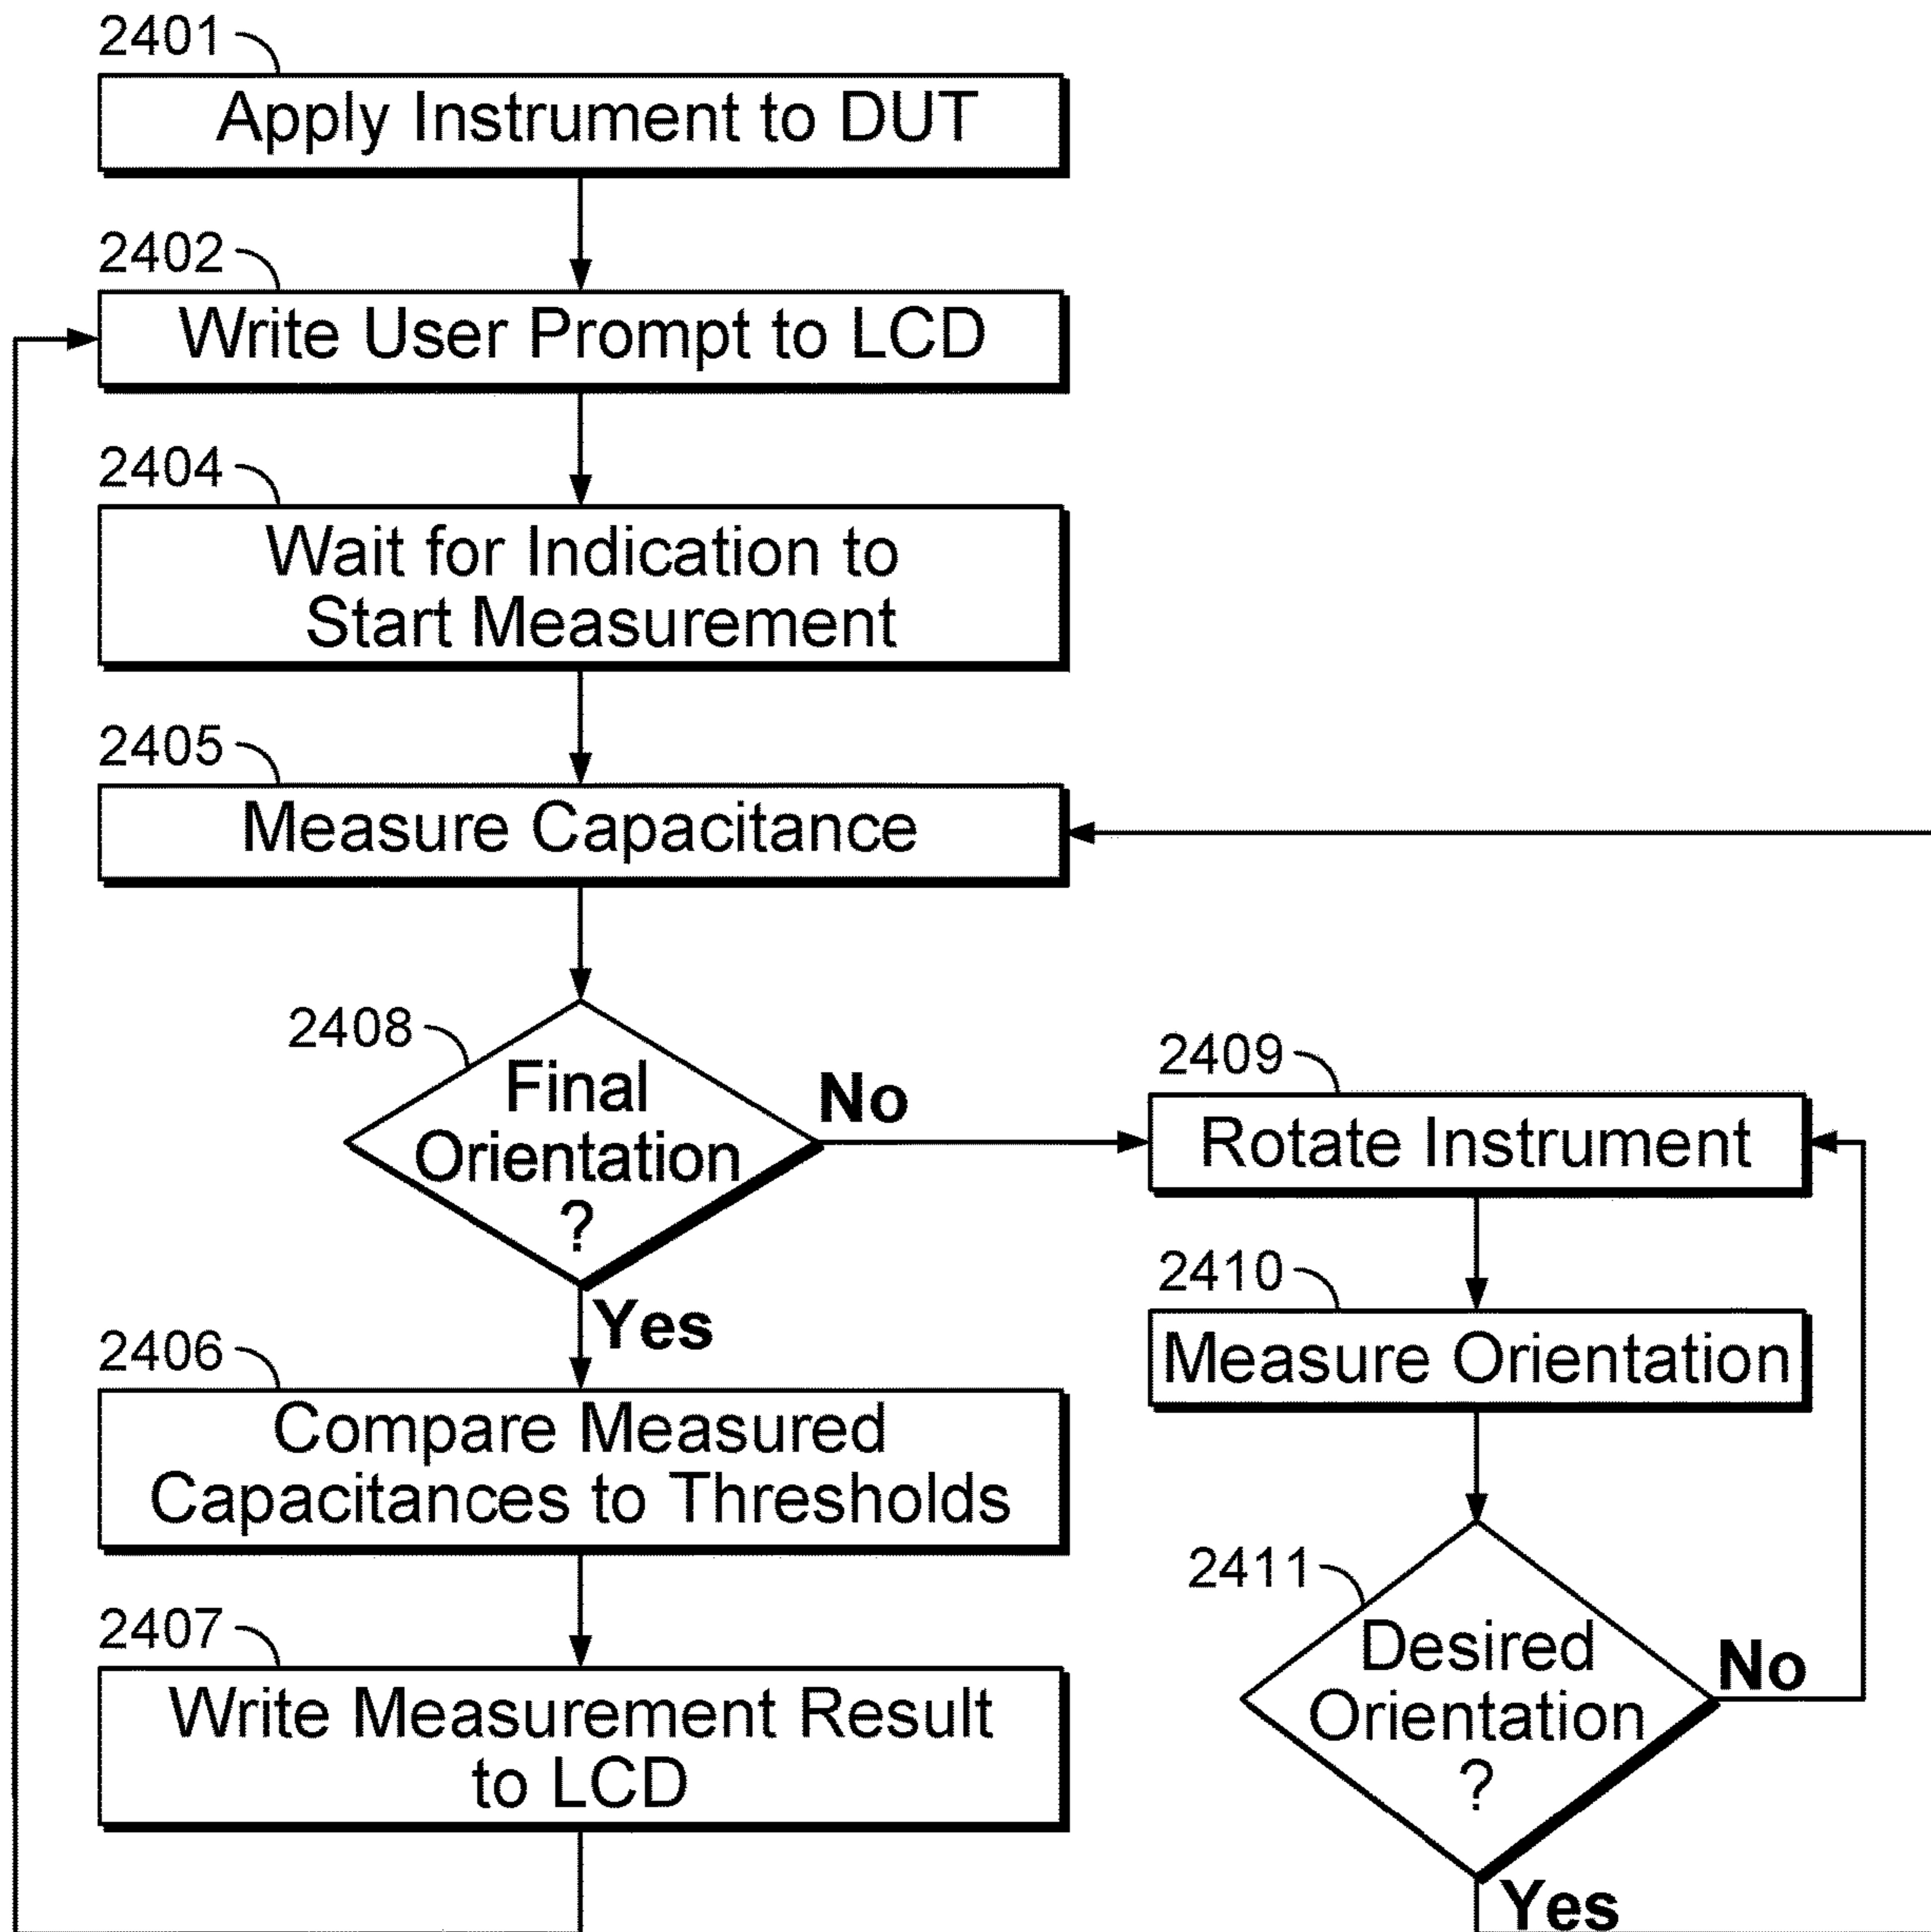 2401
Apply Instrument to DUT
2402
Write User Prompt to LCD
2404
Wait for Indication to
Start Measurement
2405
Measure Capacitance
2408
Final
Orientation
?
No
Yes
2409
Rotate Instrument
2410
Measure Orientation
2411
Desired
Orientation
?
No
Yes
2406
Compare Measured
Capacitances to Thresholds
2407
Write Measurement Result
to LCD